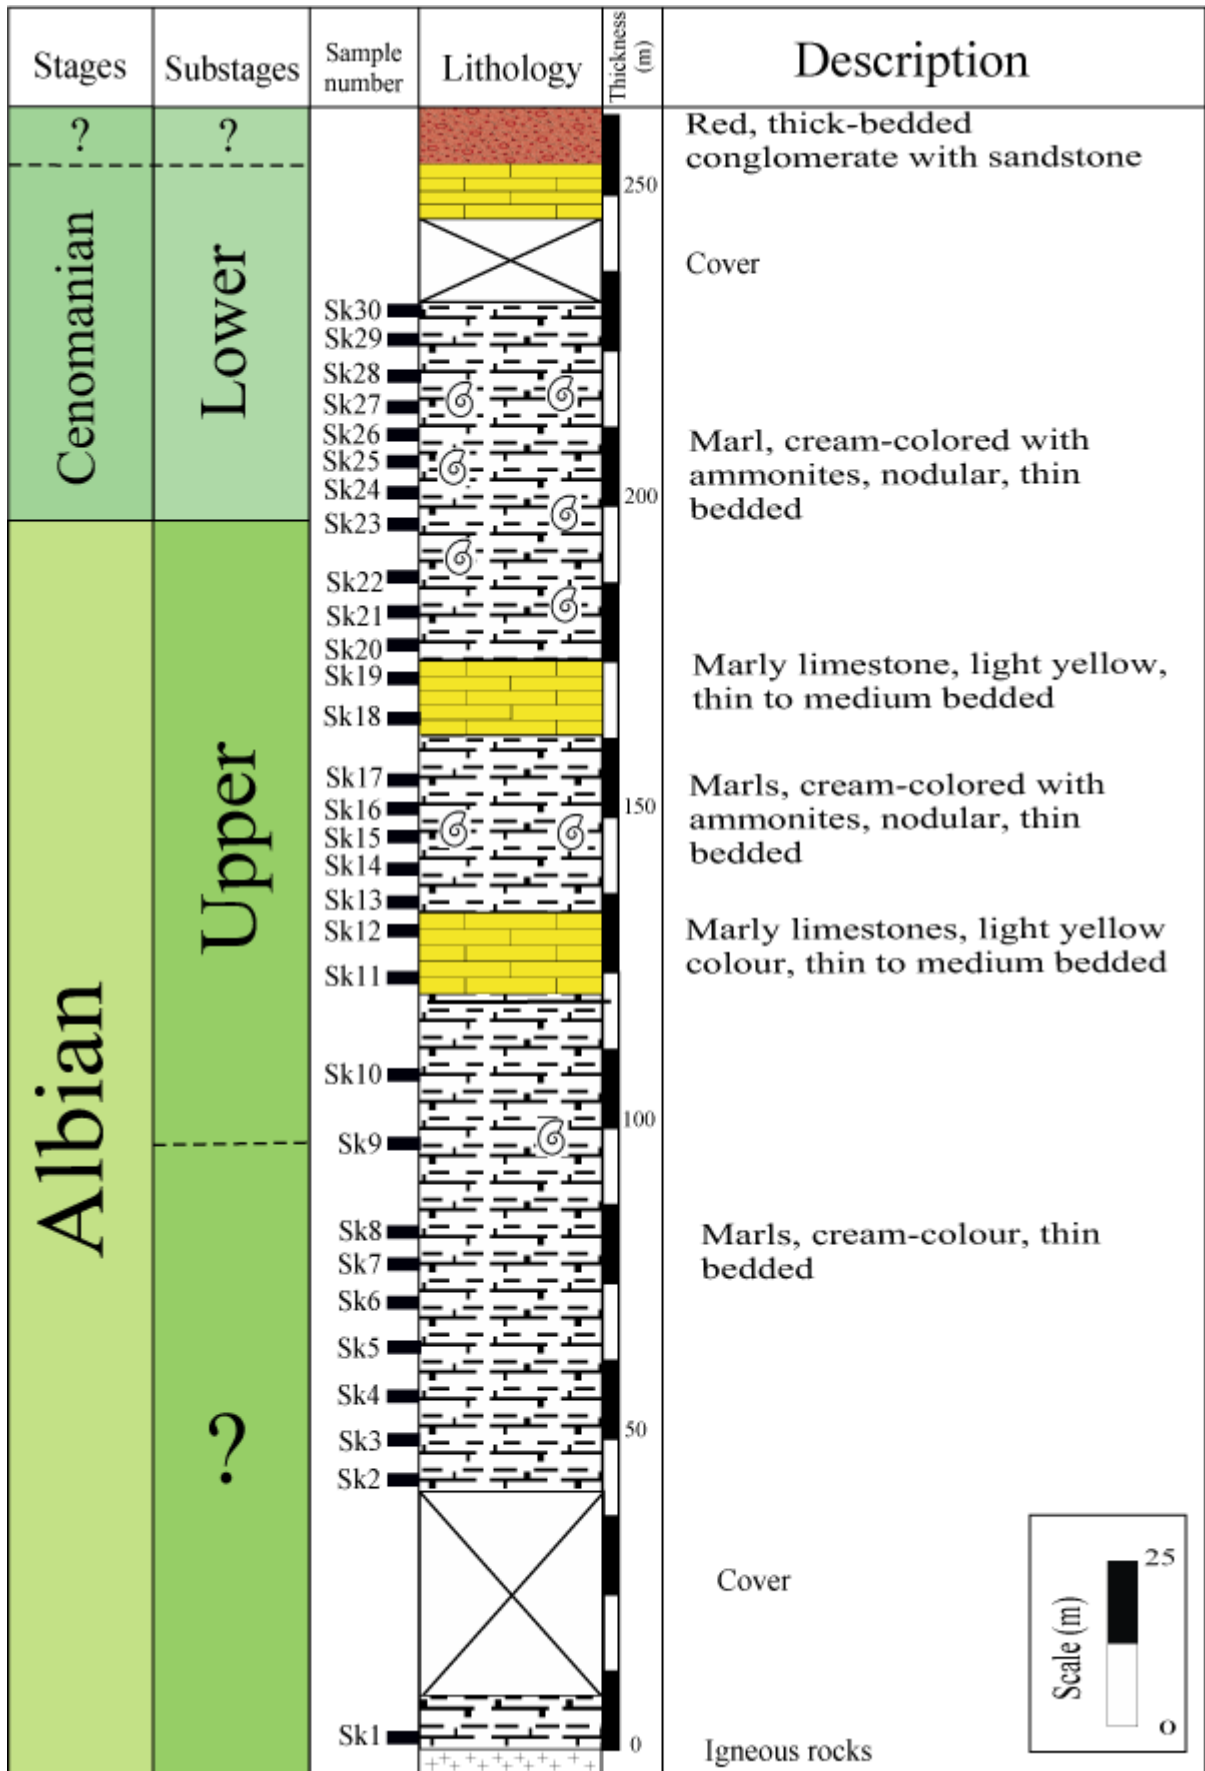 Stages
Substages
Sample
number
Lithology
Thickness
(m)
Description
?
?
Cenomanian
Lower
Albian
Upper
?
Sk30
Sk29
Sk28
Sk27
Sk26
Sk25
Sk24
Sk23
Sk22
Sk21
Sk20
Sk19
Sk18
Sk17
Sk16
Sk15
Sk14
Sk13
Sk12
Sk11
Sk10
Sk9
Sk8
Sk7
Sk6
Sk5
Sk4
Sk3
Sk2
Sk1
250
200
150
100
50
0
Red, thick-bedded
conglomerate with sandstone
Cover
Marl, cream-colored with
ammonites, nodular, thin
bedded
Marly limestone, light yellow,
thin to medium bedded
Marls, cream-colored with
ammonites, nodular, thin
bedded
Marly limestones, light yellow
colour, thin to medium bedded
Marls, cream-colour, thin
bedded
Cover
Igneous rocks
Scale (m)
25
0